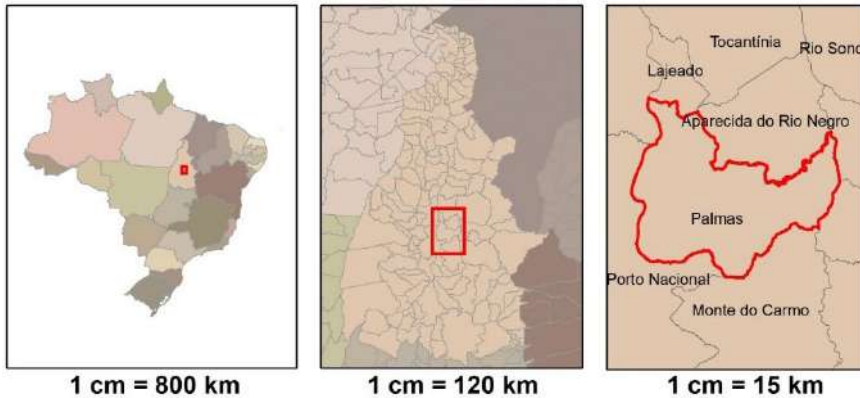 Tocantínia
Rio Sono
Lajeado
Aparecida do Rio Negro
Palmas
Porto Nacional
Monte do Carmo
1 cm = 800 km
1 cm = 120 km
1 cm = 15 km